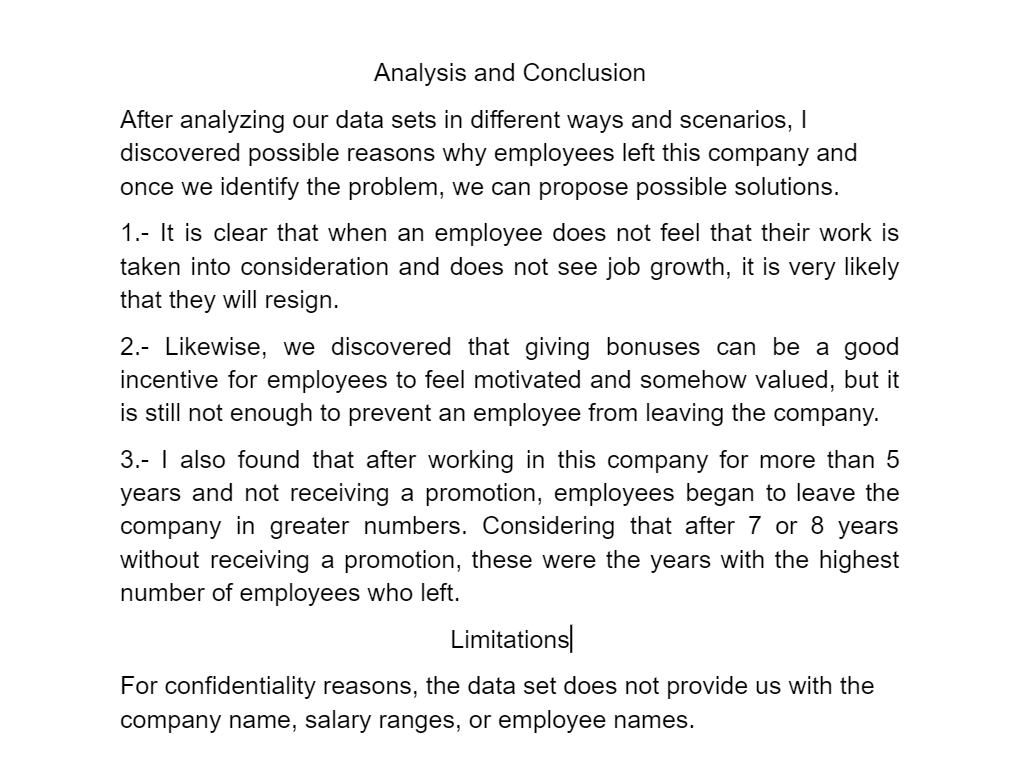 Analysis and Conclusion
After analyzing our data sets in different ways and scenarios, I
discovered possible reasons why employees left this company and
once we identify the problem, we can propose possible solutions.
1.- It is clear that when an employee does not feel that their work is
taken into consideration and does not see job growth, it is very likely
that they will resign.
2.- Likewise, we discovered that giving bonuses can be a good
incentive for employees to feel motivated and somehow valued, but it
is still not enough to prevent an employee from leaving the company.
3.- I also found that after working in this company for more than 5
years and not receiving a promotion, employees began to leave the
company in greater numbers. Considering that after 7 or 8 years
without receiving a promotion, these were the years with the highest
number of employees who left.
Limitations
For confidentiality reasons, the data set does not provide us with the
company name, salary ranges, or employee names.